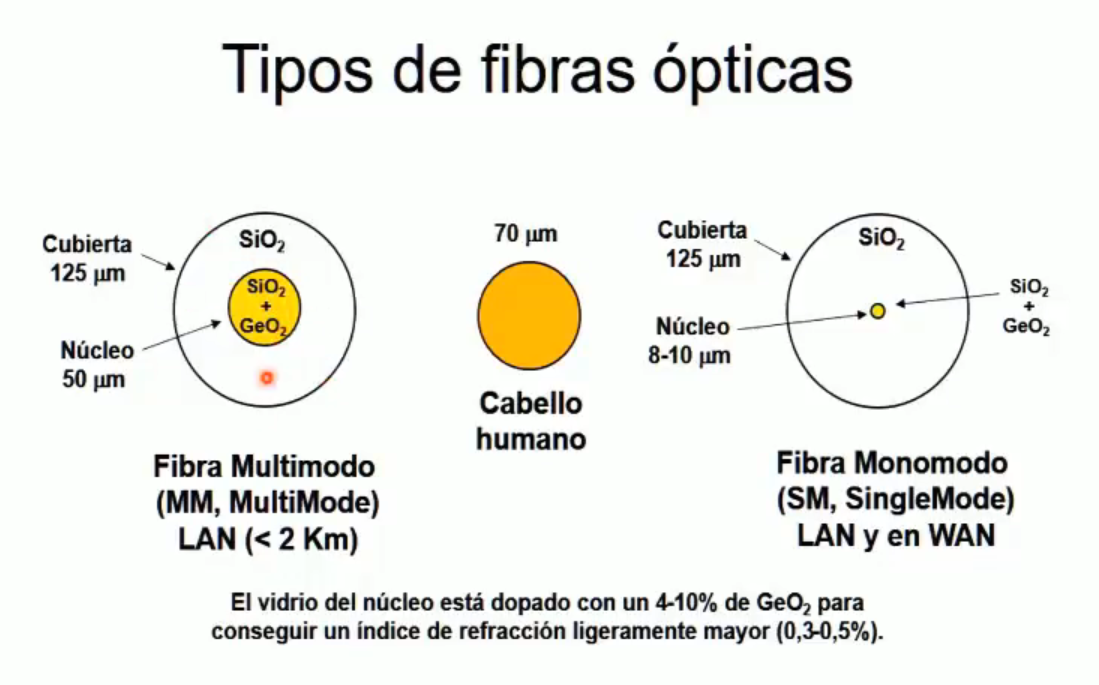 Tipos de fibras ópticas
Cubierta
125 µm
SiO₂
SiO₂
+
GeO₂
Núcleo
50 µm
Fibra Multimodo
(MM, MultiMode)
LAN (< 2 Km)
70 µm
Cabello
humano
Cubierta
125 µm
SiO₂
Núcleo
8-10 µm
SiO₂
+
GeO₂
Fibra Monomodo
(SM, SingleMode)
LAN y en WAN
El vidrio del núcleo está dopado con un 4-10% de GeO₂ para
conseguir un índice de refracción ligeramente mayor (0,3-0,5%).